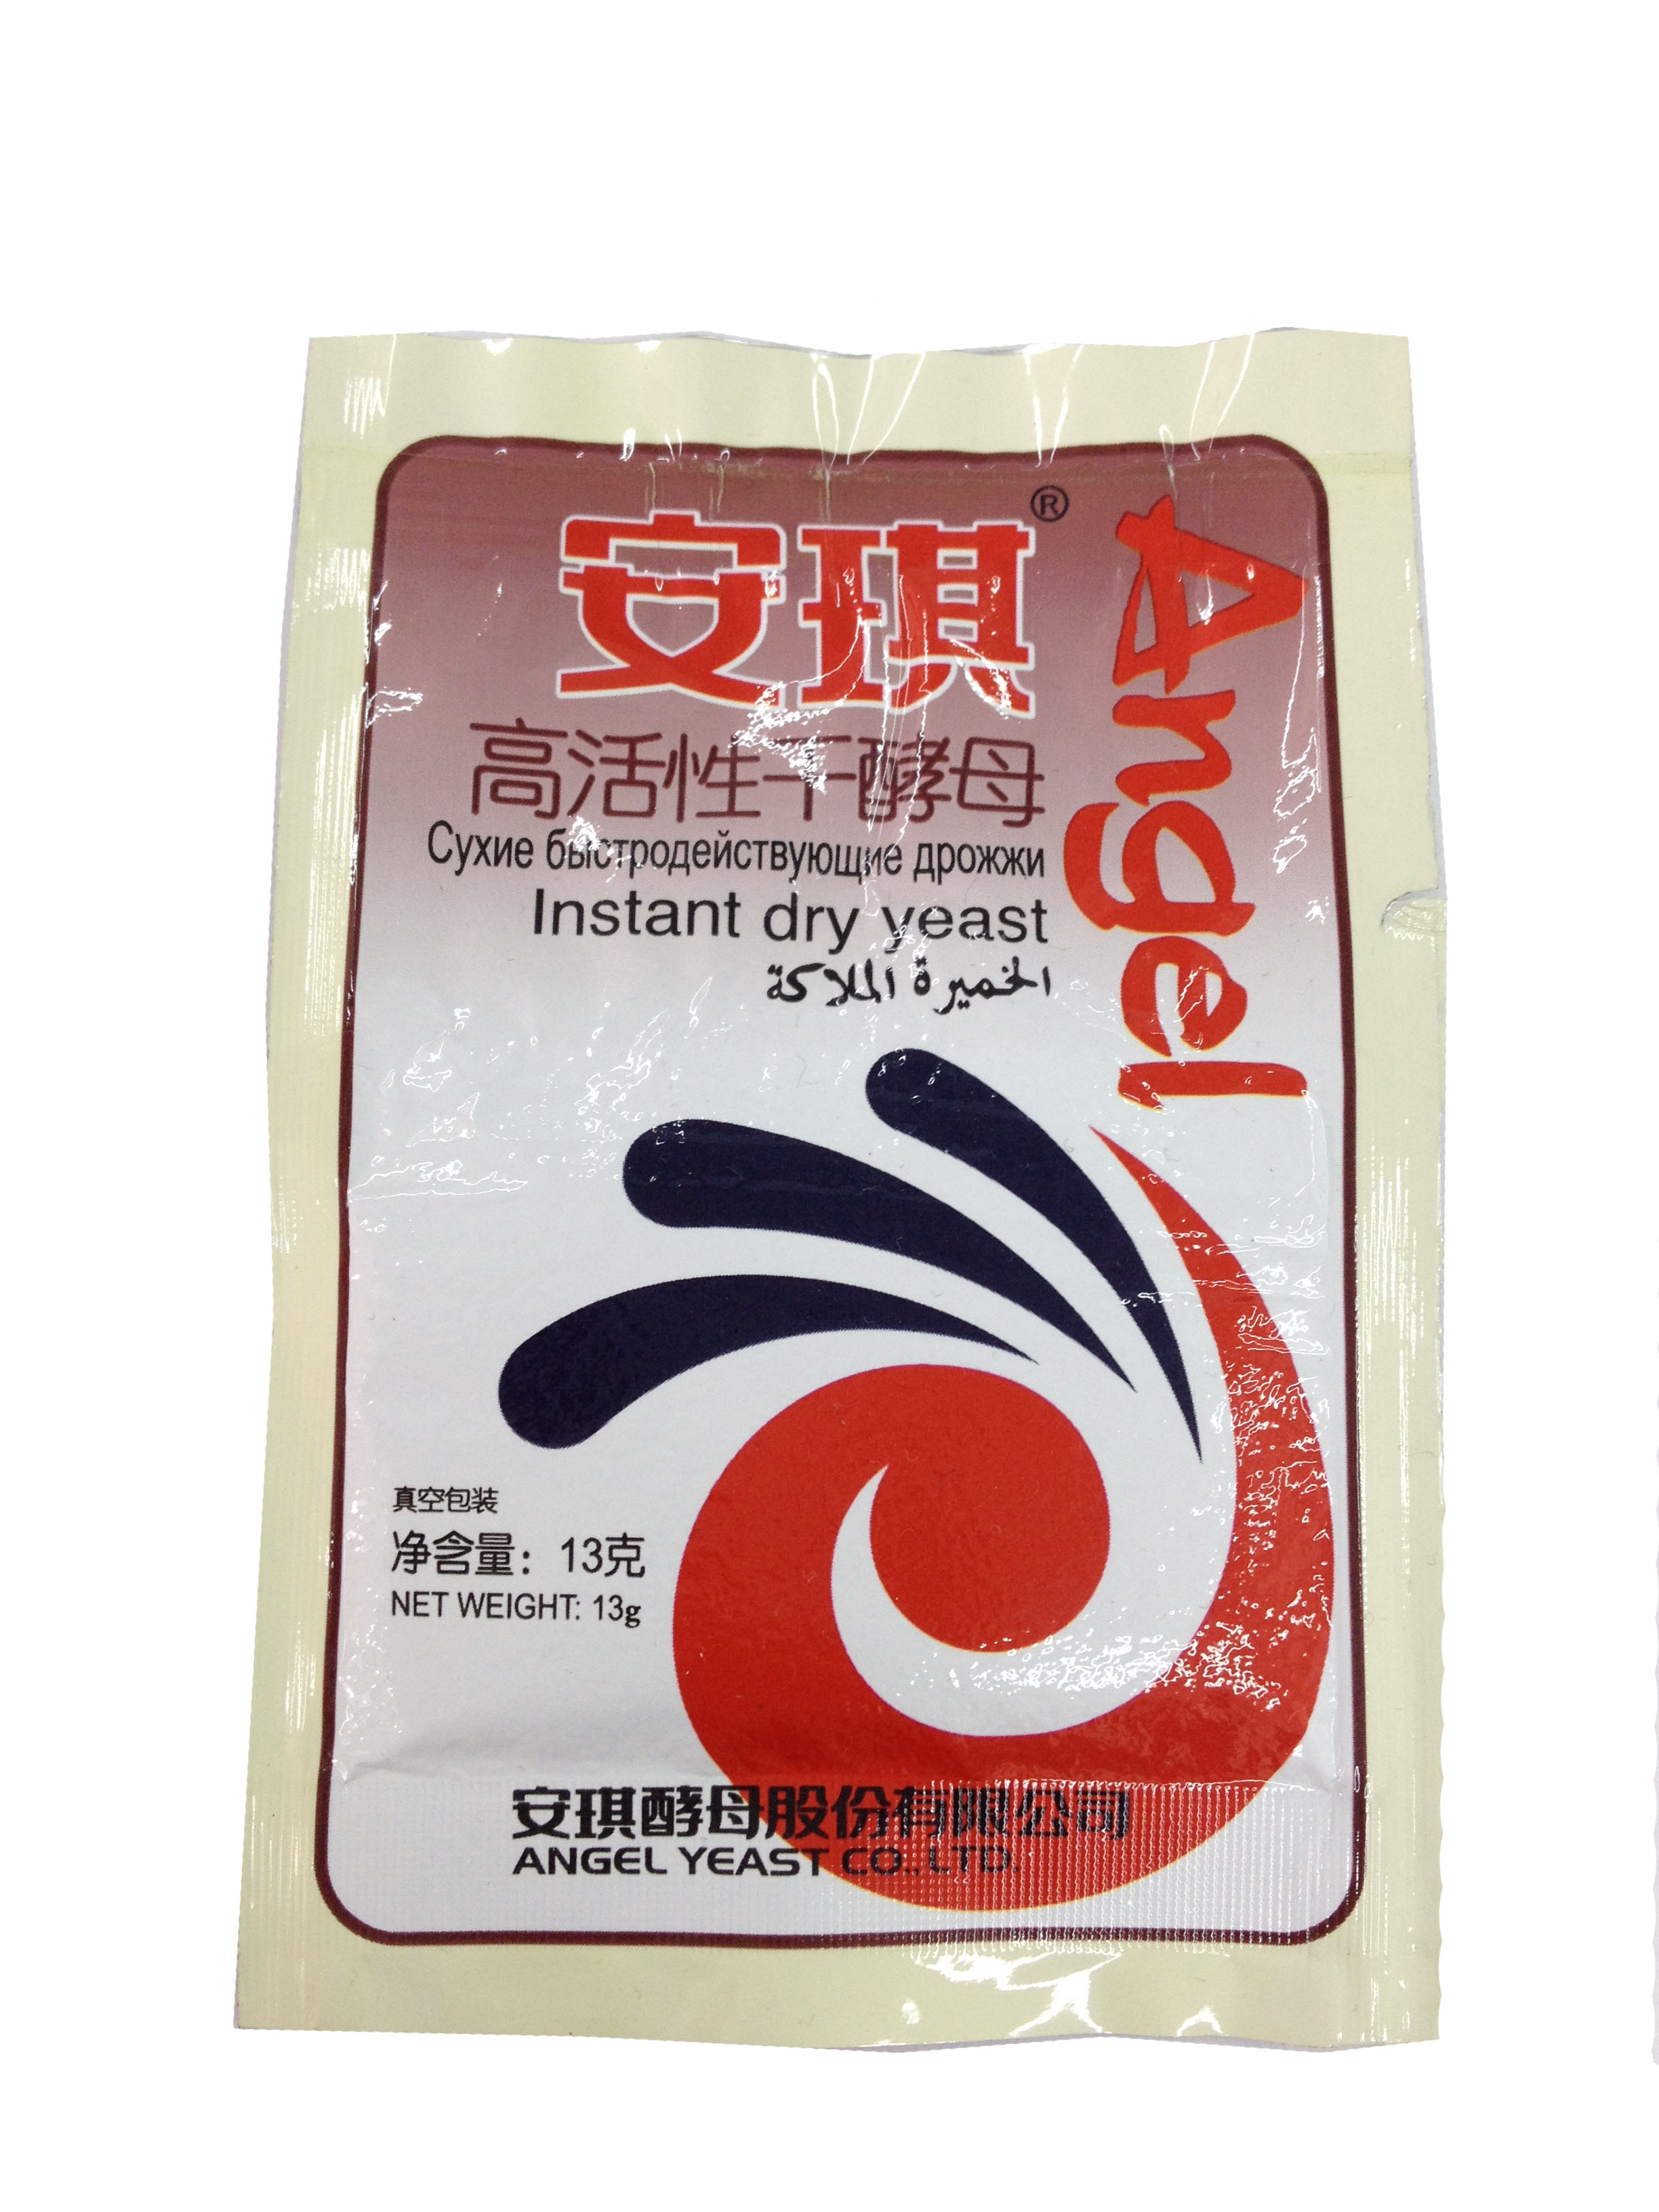 安琪®
Angel
高活性干酵母
Сухие быстродействующие дрожжи
Instant dry yeast
الخميرة الملاكة
真空包装
净含量：13克
NET WEIGHT: 13g
安琪酵母股份有限公司
ANGEL YEAST CO., LTD.